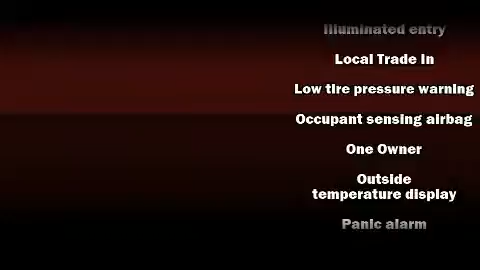 Illuminated entry
Local Trade In
Low tire pressure warning
Occupant sensing airbag
One Owner
Outside
temperature display
Panic alarm